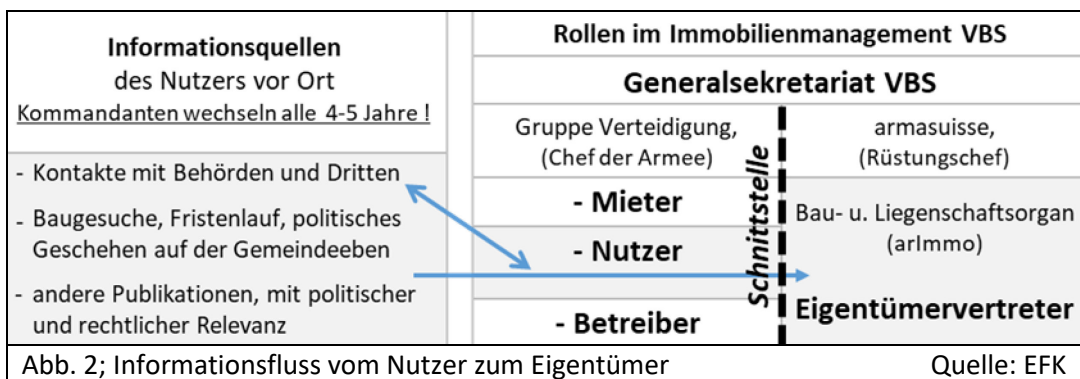 Informationsquellen
des Nutzers vor Ort
Kommandanten wechseln alle 4-5 Jahre !
- Kontakte mit Behörden und Dritten
- Baugesuche, Fristenlauf, politisches
Geschehen auf der Gemeindeeben
- andere Publikationen, mit politischer
und rechtlicher Relevanz
Rollen im Immobilienmanagement VBS
Generalsekretariat VBS
Gruppe Verteidigung,
(Chef der Armee)
- Mieter
- Nutzer
- Betreiber
Schnittstelle
armasuisse,
(Rüstungschef)
Bau- u. Liegenschaftsorgan
(arImmo)
Eigentümervertreter
Abb. 2; Informationsfluss vom Nutzer zum Eigentümer
Quelle: EFK